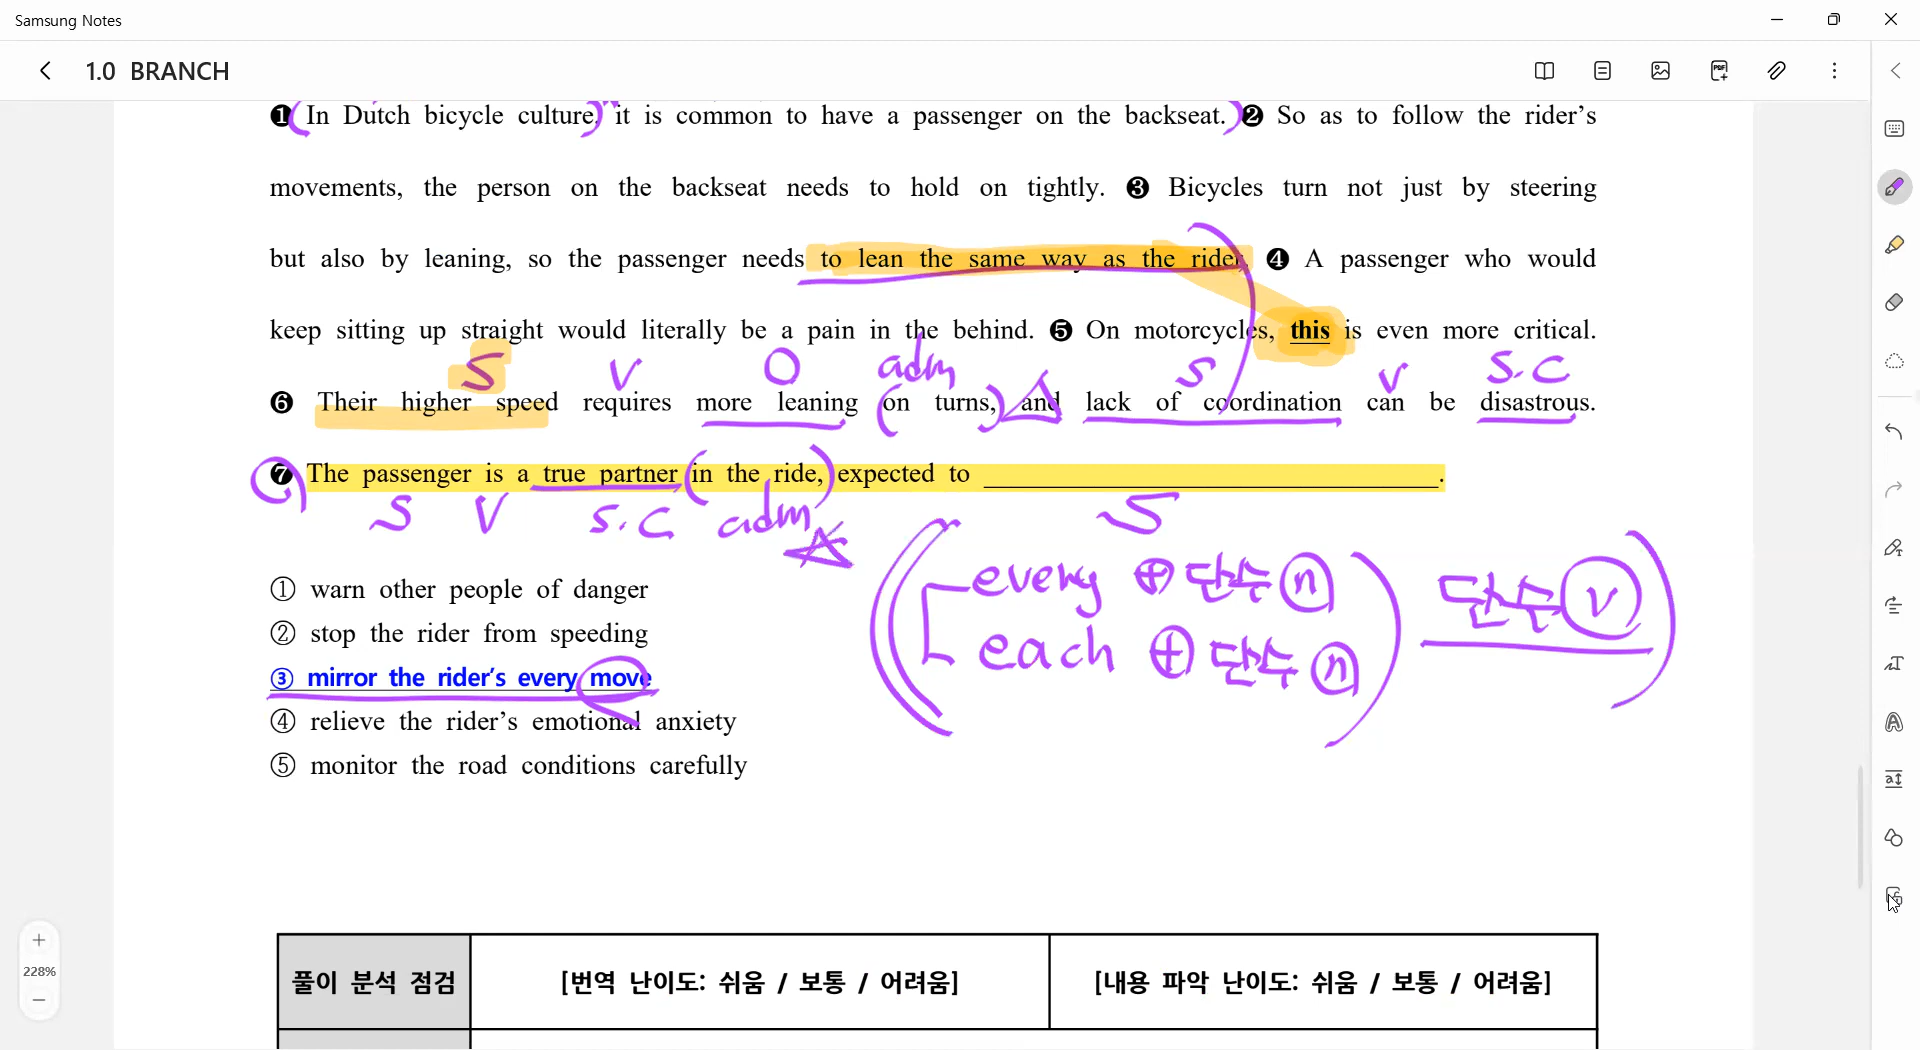 Samsung Notes
1.0 BRANCH
❶ In Dutch bicycle culture, it is common to have a passenger on the backseat. ❷ So as to follow the rider's
movements, the person on the backseat needs to hold on tightly. ❸ Bicycles turn not just by steering
but also by leaning, so the passenger needs to lean the same way as the rider. ❹ A passenger who would
keep sitting up straight would literally be a pain in the behind. ❺ On motorcycles, this is even more critical.
S V O adm S V S.C
❻ Their higher speed requires more leaning on turns, and lack of coordination can be disastrous.
❼ The passenger is a true partner in the ride, expected to ______________________________.
S V S.C adm S
every ⊕ 단수 n
each ⊕ 단수 n
단수 v
① warn other people of danger
② stop the rider from speeding
③ mirror the rider's every move
④ relieve the rider's emotional anxiety
⑤ monitor the road conditions carefully
228%
풀이 분석 점검 [번역 난이도: 쉬움 / 보통 / 어려움] [내용 파악 난이도: 쉬움 / 보통 / 어려움]